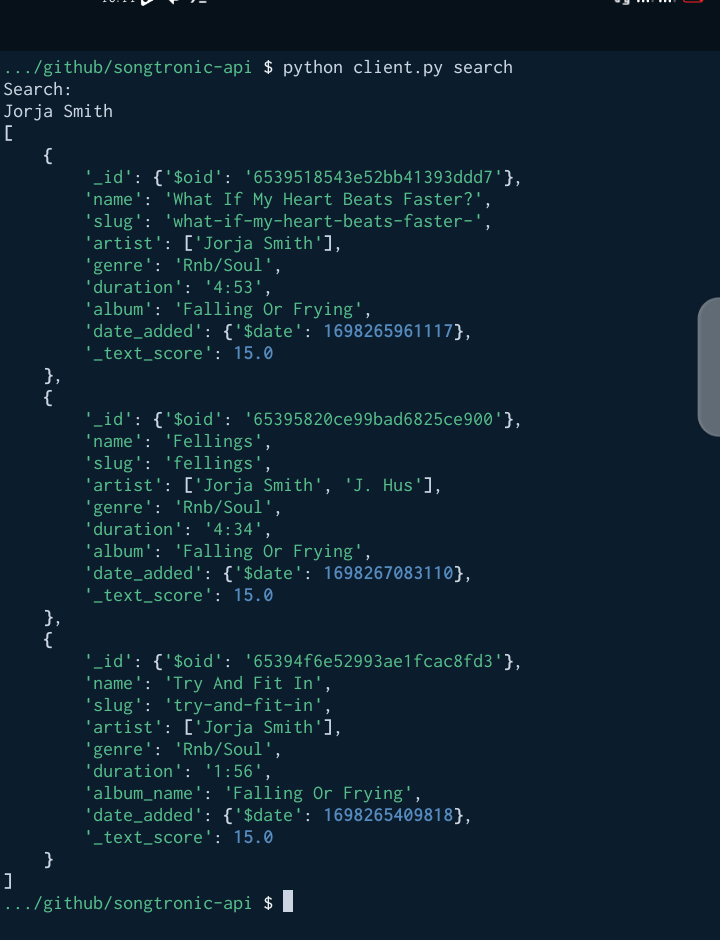 .../github/songtronic-api $ python client.py search
Search:
Jorja Smith
[
    {
        '_id': {'$oid': '6539518543e52bb41393ddd7'},
        'name': 'What If My Heart Beats Faster?',
        'slug': 'what-if-my-heart-beats-faster-',
        'artist': ['Jorja Smith'],
        'genre': 'Rnb/Soul',
        'duration': '4:53',
        'album': 'Falling Or Frying',
        'date_added': {'$date': 1698265961117},
        '_text_score': 15.0
    },
    {
        '_id': {'$oid': '65395820ce99bad6825ce900'},
        'name': 'Fellings',
        'slug': 'fellings',
        'artist': ['Jorja Smith', 'J. Hus'],
        'genre': 'Rnb/Soul',
        'duration': '4:34',
        'album': 'Falling Or Frying',
        'date_added': {'$date': 1698267083110},
        '_text_score': 15.0
    },
    {
        '_id': {'$oid': '65394f6e52993ae1fcac8fd3'},
        'name': 'Try And Fit In',
        'slug': 'try-and-fit-in',
        'artist': ['Jorja Smith'],
        'genre': 'Rnb/Soul',
        'duration': '1:56',
        'album_name': 'Falling Or Frying',
        'date_added': {'$date': 1698265409818},
        '_text_score': 15.0
    }
]
.../github/songtronic-api $